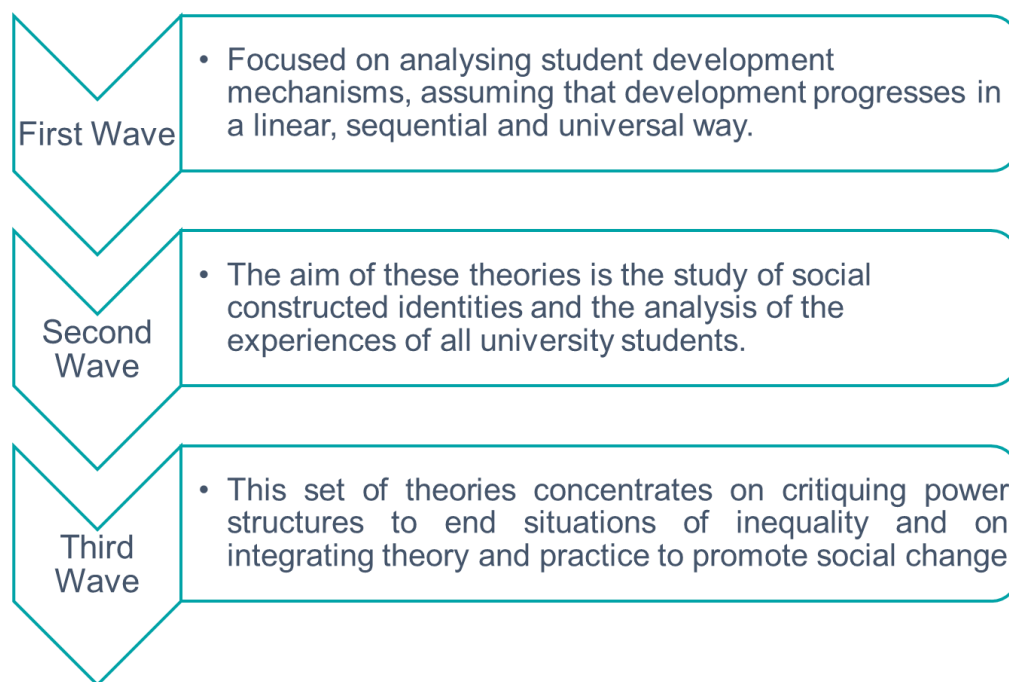 First Wave
• Focused on analysing student development
mechanisms, assuming that development progresses in
a linear, sequential and universal way.
Second
Wave
• The aim of these theories is the study of social
constructed identities and the analysis of the
experiences of all university students.
Third
Wave
• This set of theories concentrates on critiquing power
structures to end situations of inequality and on
integrating theory and practice to promote social change